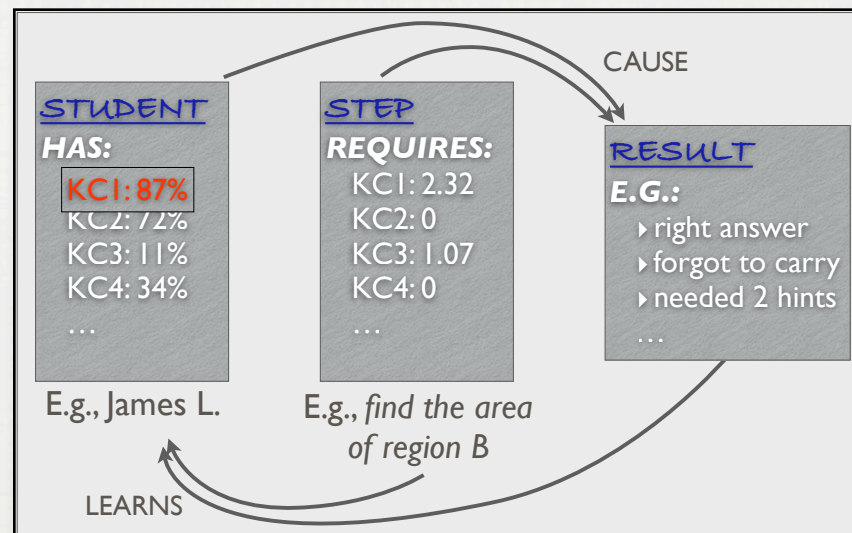 CAUSE
STUDENT
HAS:
KC1: 87%
KC2: 72%
KC3: 11%
KC4: 34%
…
E.g., James L.
STEP
REQUIRES:
KC1: 2.32
KC2: 0
KC3: 1.07
KC4: 0
…
E.g., find the area
of region B
RESULT
E.G.:
▸ right answer
▸ forgot to carry
▸ needed 2 hints
…
LEARNS